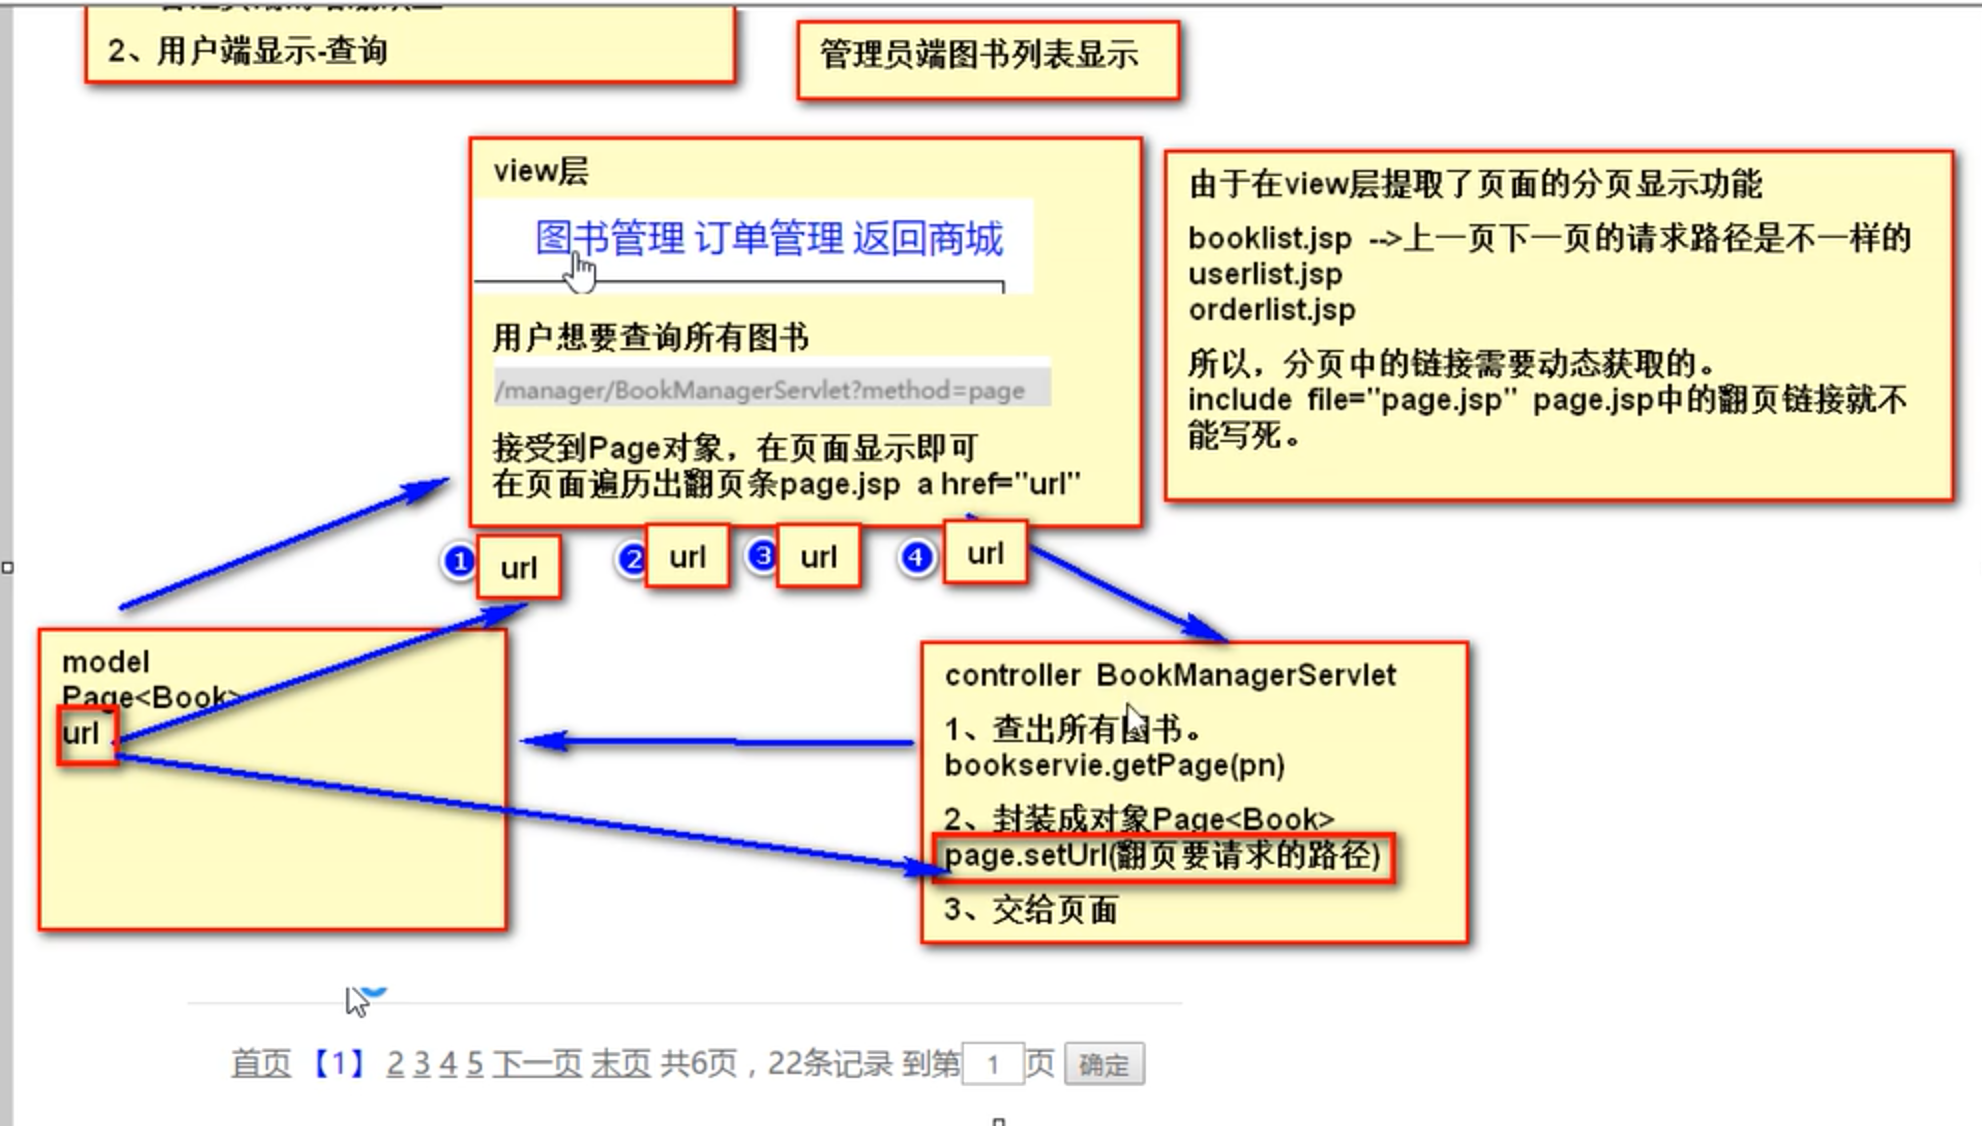 2、用户端显示-查询
管理员端图书列表显示
view层
图书管理 订单管理 返回商城
用户想要查询所有图书
/manager/BookManagerServlet?method=page
接受到Page对象，在页面显示即可
在页面遍历出翻页条page.jsp a href="url"
由于在view层提取了页面的分页显示功能
booklist.jsp -->上一页下一页的请求路径是不一样的
userlist.jsp
orderlist.jsp
所以，分页中的链接需要动态获取的。
include file="page.jsp" page.jsp中的翻页链接就不
能写死。
1 url
2 url
3 url
4 url
model
Page<Book>
url
controller BookManagerServlet
1、查出所有图书。
bookservie.getPage(pn)
2、封装成对象Page<Book>
page.setUrl(翻页要请求的路径)
3、交给页面
首页 【1】 2 3 4 5 下一页 末页 共6页，22条记录 到第 1 页 确定